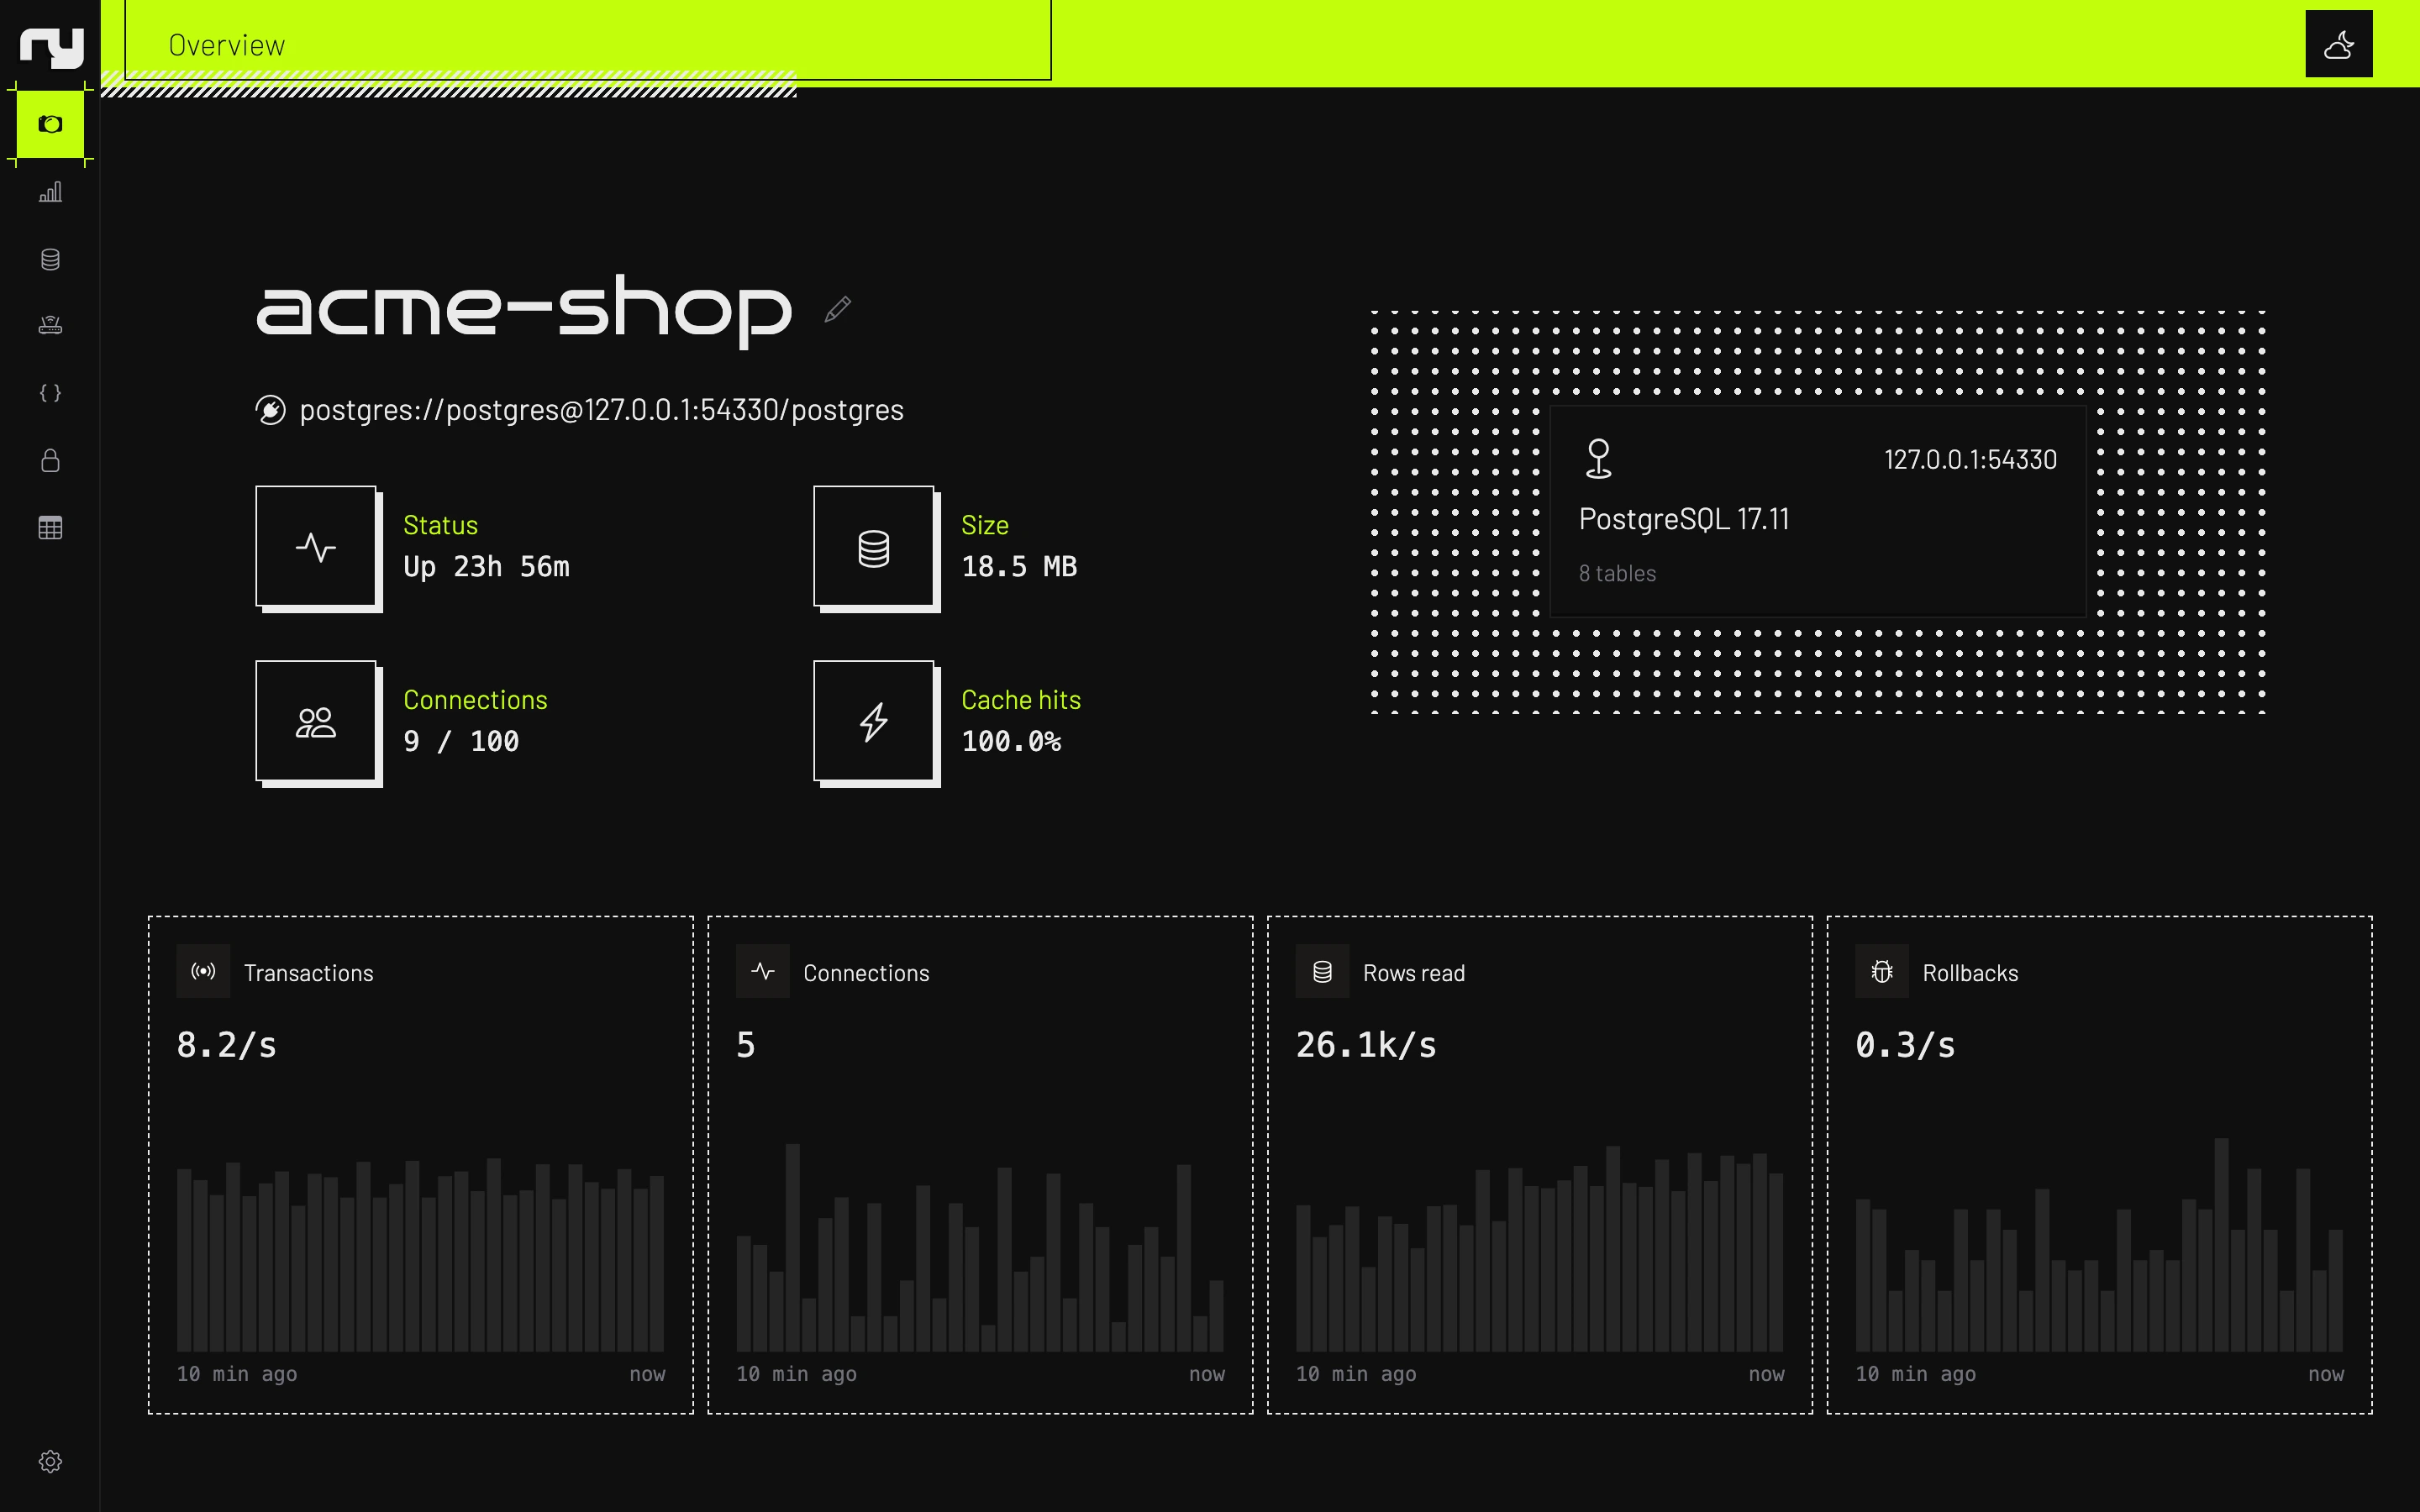 ry
Overview
acme-shop
postgres://postgres@127.0.0.1:54330/postgres
Status
Up 23h 56m
Size
18.5 MB
Connections
9 / 100
Cache hits
100.0%
127.0.0.1:54330
PostgreSQL 17.11
8 tables
Transactions
8.2/s
10 min ago now
Connections
5
10 min ago now
Rows read
26.1k/s
10 min ago now
Rollbacks
0.3/s
10 min ago now